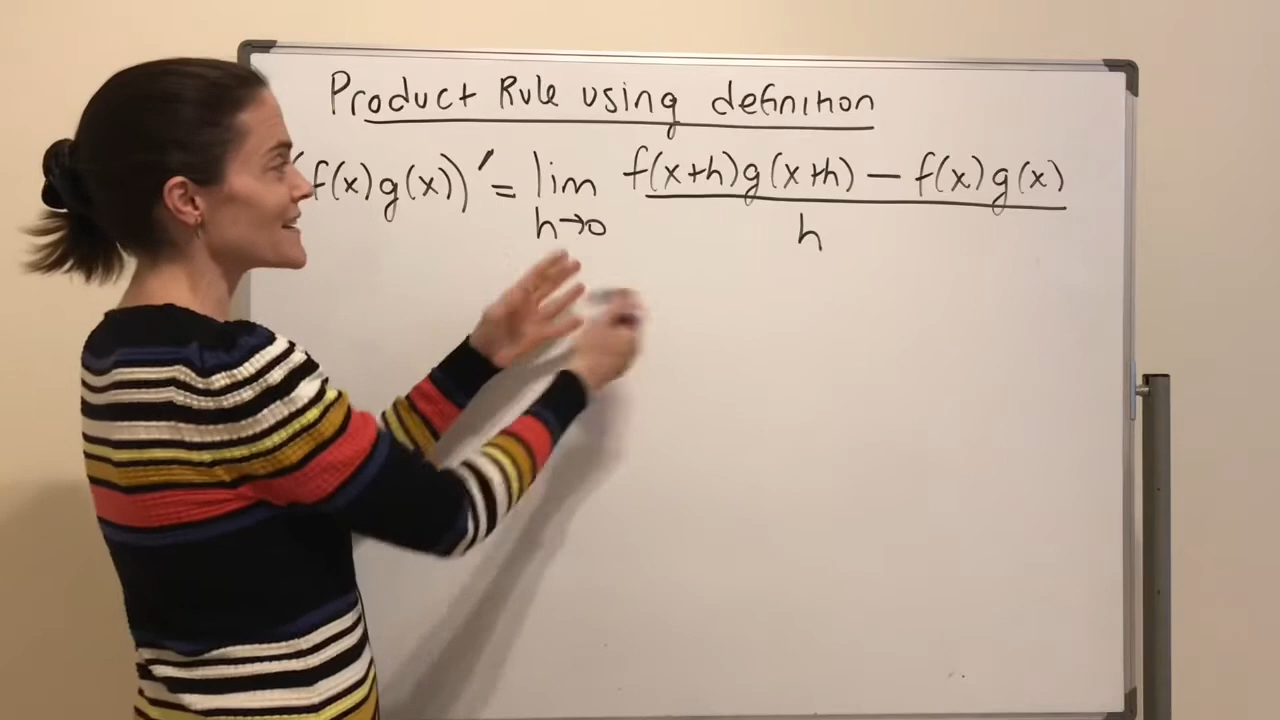 Product Rule using definition
(f(x)g(x))' = lim h→0 f(x+h)g(x+h) − f(x)g(x) / h